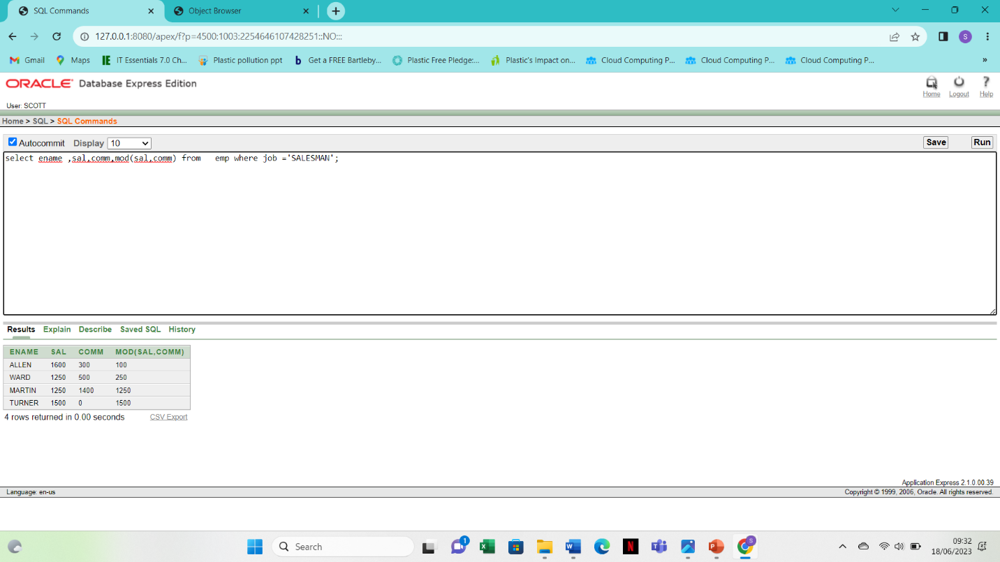 SQL Commands
Object Browser
127.0.0.1:8080/apex/f?p=4500:1003:2254646107428251::NO:::
S
Gmail
Maps
IT Essentials 7.0 Ch...
Plastic pollution ppt
Get a FREE Bartleby...
Plastic Free Pledge:...
Plastic's Impact on...
Cloud Computing P...
Cloud Computing P...
Cloud Computing P...
»
ORACLE Database Express Edition
Home
Logout
Help
User: SCOTT
Home > SQL > SQL Commands
Autocommit Display 10
Save
Run
select ename ,sal,comm,mod(sal,comm) from   emp where job ='SALESMAN';
Results Explain Describe Saved SQL History
ENAME SAL COMM MOD(SAL,COMM)
ALLEN 1600 300 100
WARD 1250 500 250
MARTIN 1250 1400 1250
TURNER 1500 0 1500
4 rows returned in 0.00 seconds
CSV Export
Application Express 2.1.0.00.39
Language: en-us
Copyright © 1999, 2006, Oracle. All rights reserved.
Search
1
S
09:32
18/06/2023